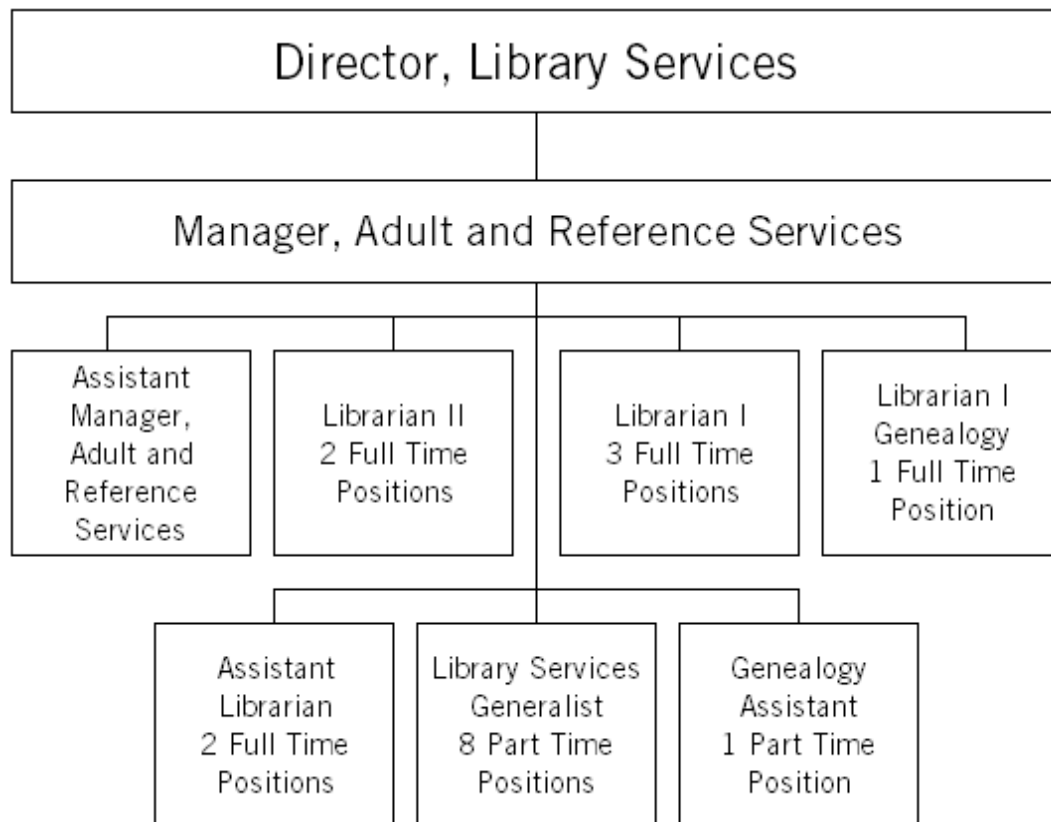 Director, Library Services
Manager, Adult and Reference Services
Assistant
Manager,
Adult and
Reference
Services
Librarian II
2 Full Time
Positions
Librarian I
3 Full Time
Positions
Librarian I
Genealogy
1 Full Time
Position
Assistant
Librarian
2 Full Time
Positions
Library Services
Generalist
8 Part Time
Positions
Genealogy
Assistant
1 Part Time
Position